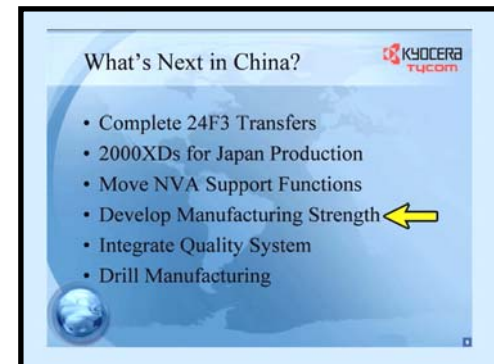 What's Next in China?
KYOCERA
TYCOM
• Complete 24F3 Transfers
• 2000XDs for Japan Production
• Move NVA Support Functions
• Develop Manufacturing Strength
• Integrate Quality System
• Drill Manufacturing